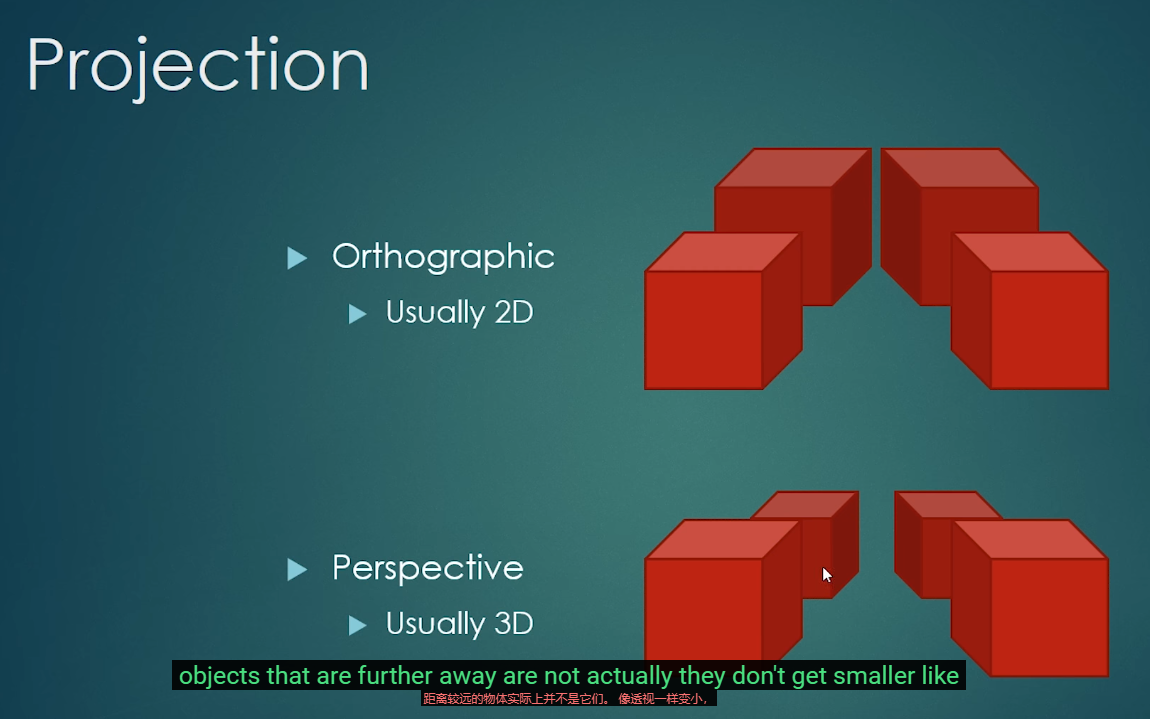 Projection
Orthographic
Usually 2D
Perspective
Usually 3D
objects that are further away are not actually they don't get smaller like
距离较远的物体实际上并不是它们。 像透视一样变小，